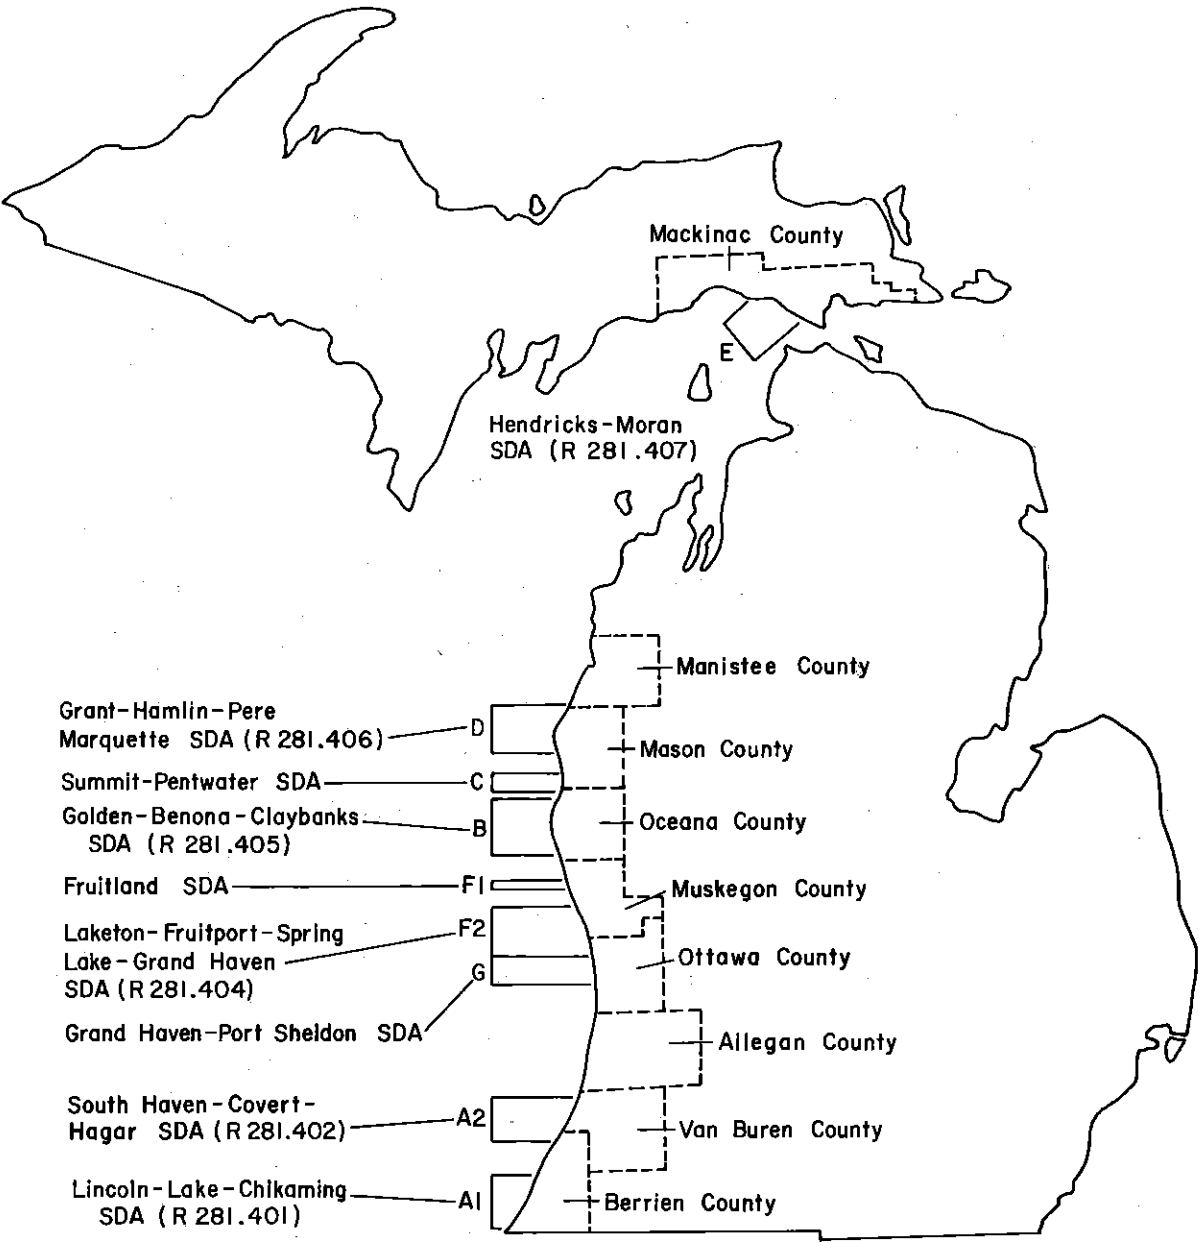 Mackinac County
E
Hendricks-Moran
SDA (R 281.407)
Manistee County
Grant-Hamlin-Pere
Marquette SDA (R 281.406)
D
Mason County
Summit-Pentwater SDA
C
Golden-Benona-Claybanks
SDA (R 281.405)
B
Oceana County
Fruitland SDA
F1
Muskegon County
Laketon-Fruitport-Spring
Lake-Grand Haven
SDA (R 281.404)
F2
Ottawa County
G
Grand Haven-Port Sheldon SDA
Allegan County
South Haven-Covert-
Hagar SDA (R 281.402)
A2
Van Buren County
Lincoln-Lake-Chikaming
SDA (R 281.401)
A1
Berrien County